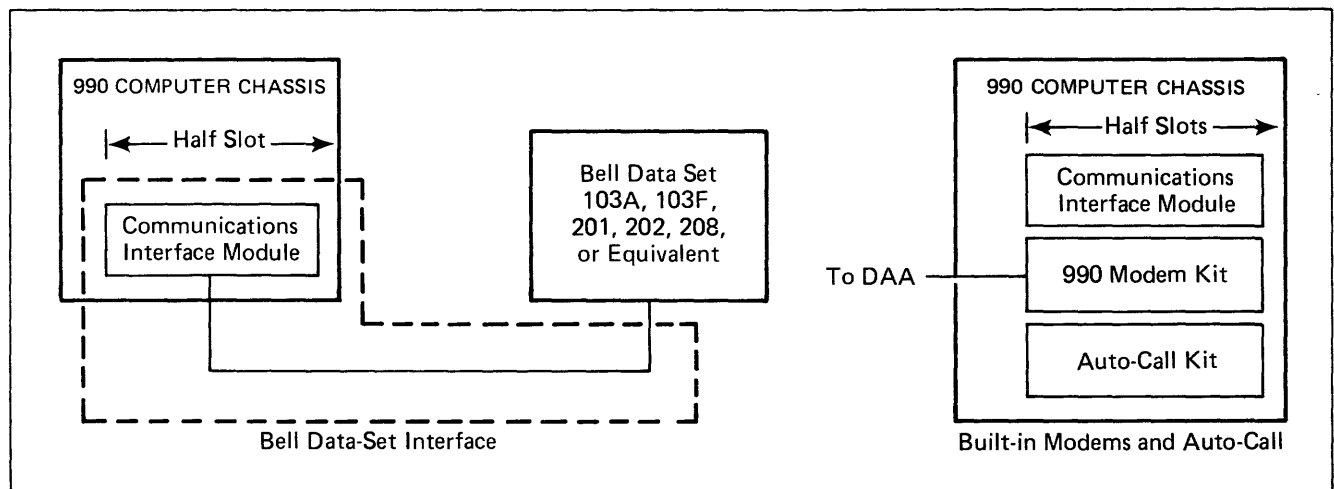 990 COMPUTER CHASSIS
Half Slot
Communications
Interface Module
Bell Data Set
103A, 103F,
201, 202, 208,
or Equivalent
Bell Data-Set Interface
990 COMPUTER CHASSIS
Half Slots
Communications
Interface Module
To DAA
990 Modem Kit
Auto-Call Kit
Built-in Modems and Auto-Call